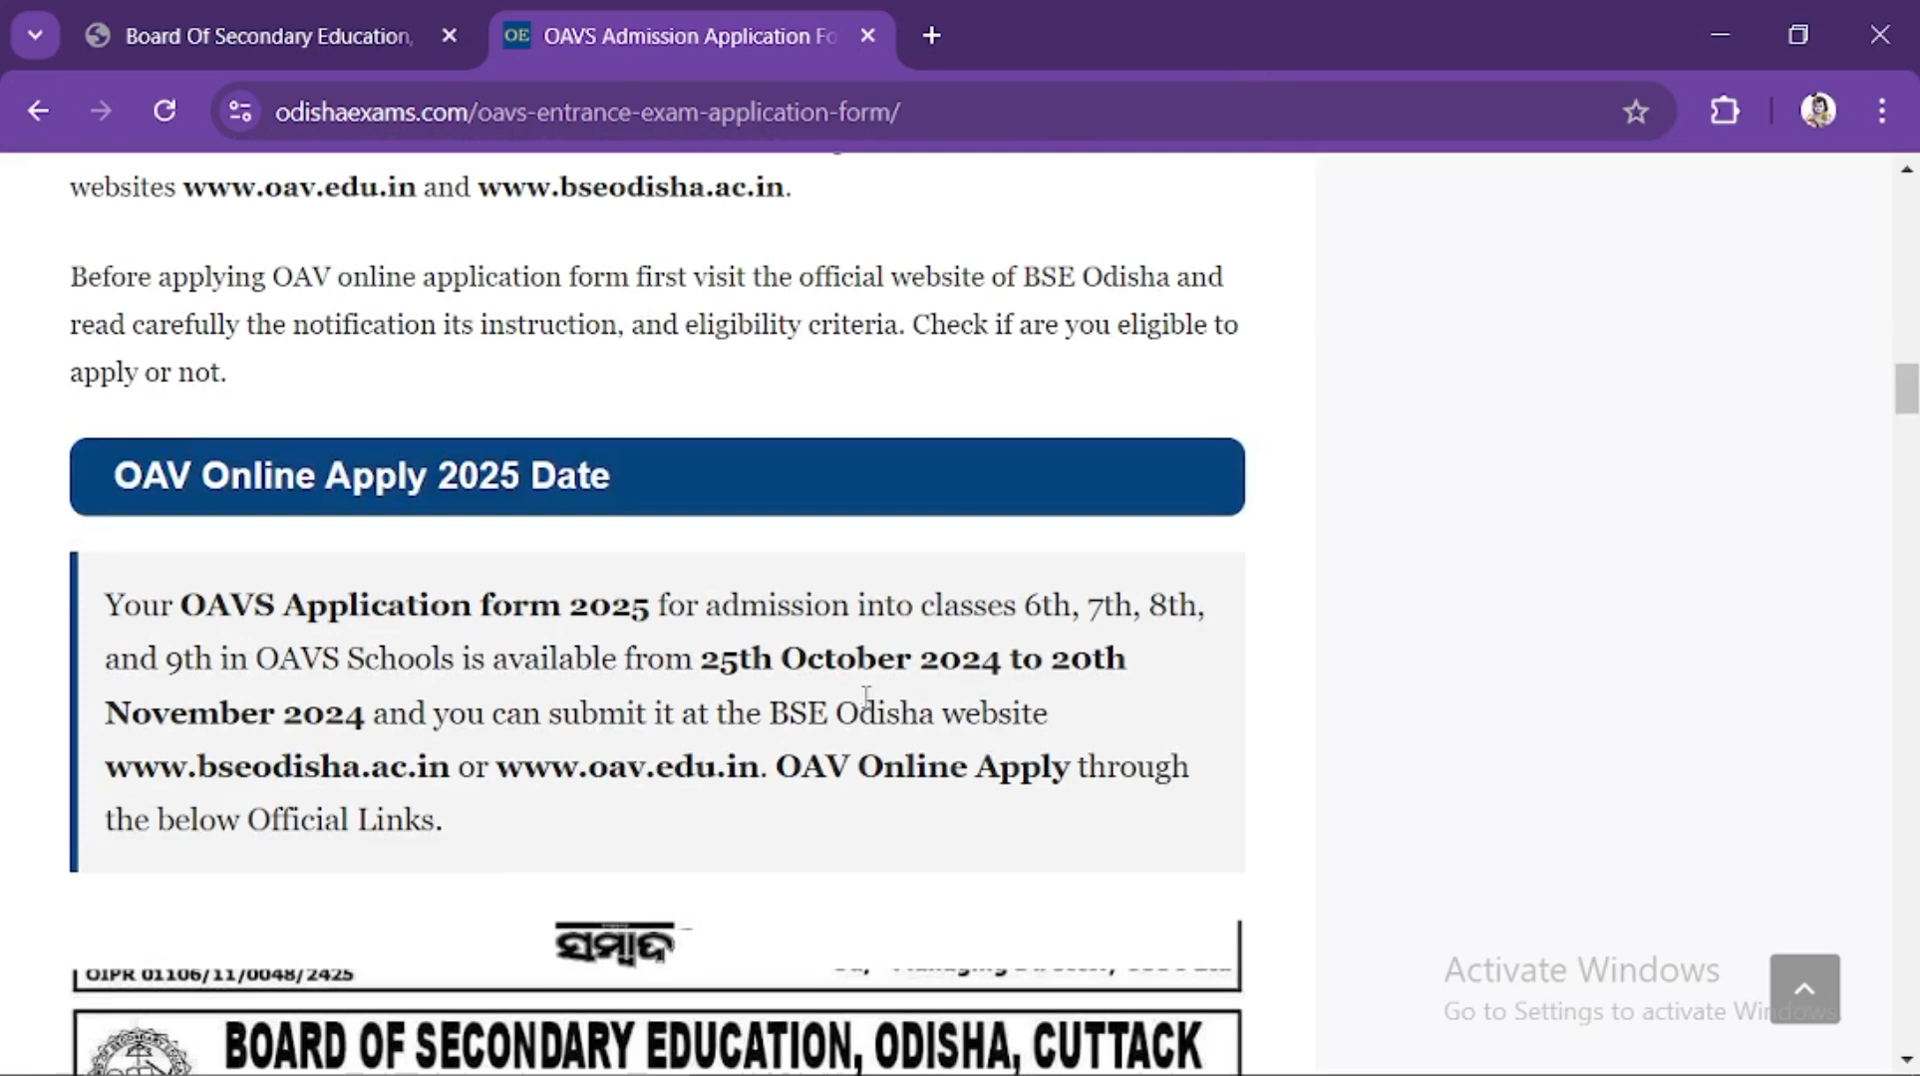 Board Of Secondary Education,
OE OAVS Admission Application Fo
odishaexams.com/oavs-entrance-exam-application-form/
websites www.oav.edu.in and www.bseodisha.ac.in.
Before applying OAV online application form first visit the official website of BSE Odisha and
read carefully the notification its instruction, and eligibility criteria. Check if are you eligible to
apply or not.
OAV Online Apply 2025 Date
Your OAVS Application form 2025 for admission into classes 6th, 7th, 8th,
and 9th in OAVS Schools is available from 25th October 2024 to 20th
November 2024 and you can submit it at the BSE Odisha website
www.bseodisha.ac.in or www.oav.edu.in. OAV Online Apply through
the below Official Links.
ସମ୍ବାଦ
OIPR 01106/11/0048/2425
BOARD OF SECONDARY EDUCATION, ODISHA, CUTTACK
Activate Windows
Go to Settings to activate Windows.